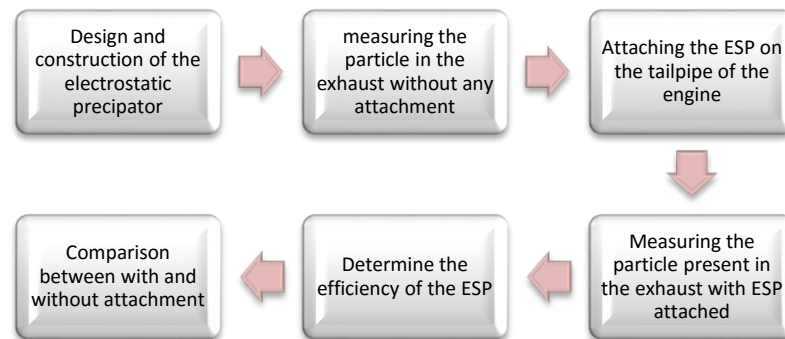 Design and
construction of the
electrostatic
precipator
measuring the
particle in the
exhaust without any
attachment
Attaching the ESP on
the tailpipe of the
engine
Measuring the
particle present in
the exhaust with ESP
attached
Determine the
efficiency of the ESP
Comparison
between with and
without attachment